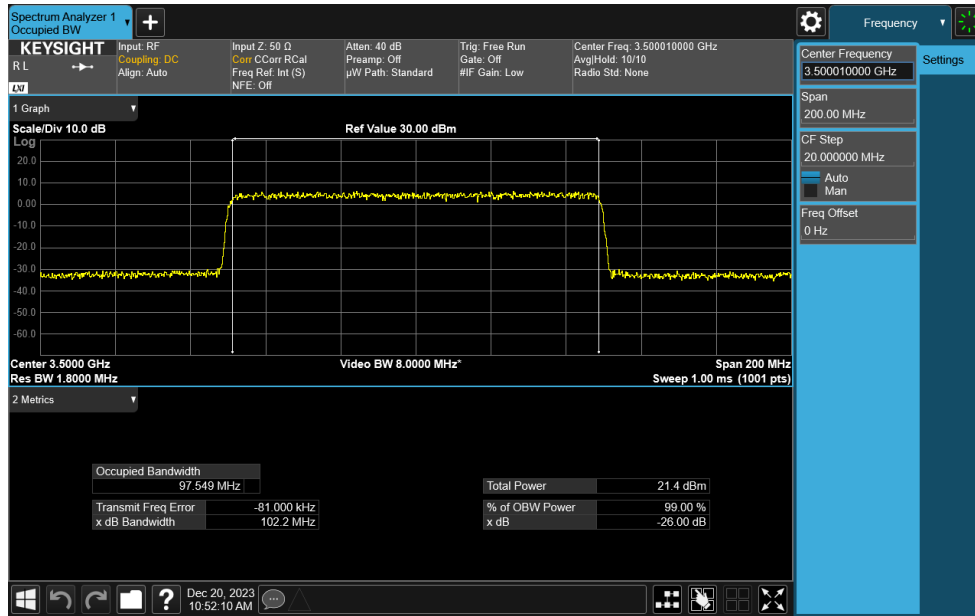 Spectrum Analyzer 1
Occupied BW
Frequency
KEYSIGHT
R L
LXI
Input: RF
Coupling: DC
Align: Auto
Input Z: 50 Ω
Corr CCorr RCal
Freq Ref: Int (S)
NFE: Off
Atten: 40 dB
Preamp: Off
µW Path: Standard
Trig: Free Run
Gate: Off
#IF Gain: Low
Center Freq: 3.500010000 GHz
Avg|Hold: 10/10
Radio Std: None
Center Frequency
3.500010000 GHz
Settings
Span
200.00 MHz
CF Step
20.000000 MHz
Auto
Man
Freq Offset
0 Hz
1 Graph
Scale/Div 10.0 dB
Ref Value 30.00 dBm
Log
20.0
10.0
0.00
-10.0
-20.0
-30.0
-40.0
-50.0
-60.0
Center 3.5000 GHz
Video BW 8.0000 MHz*
Span 200 MHz
Res BW 1.8000 MHz
Sweep 1.00 ms (1001 pts)
2 Metrics
Occupied Bandwidth
97.549 MHz
Total Power 21.4 dBm
Transmit Freq Error -81.000 kHz
% of OBW Power 99.00 %
x dB Bandwidth 102.2 MHz
x dB -26.00 dB
?
Dec 20, 2023
10:52:10 AM